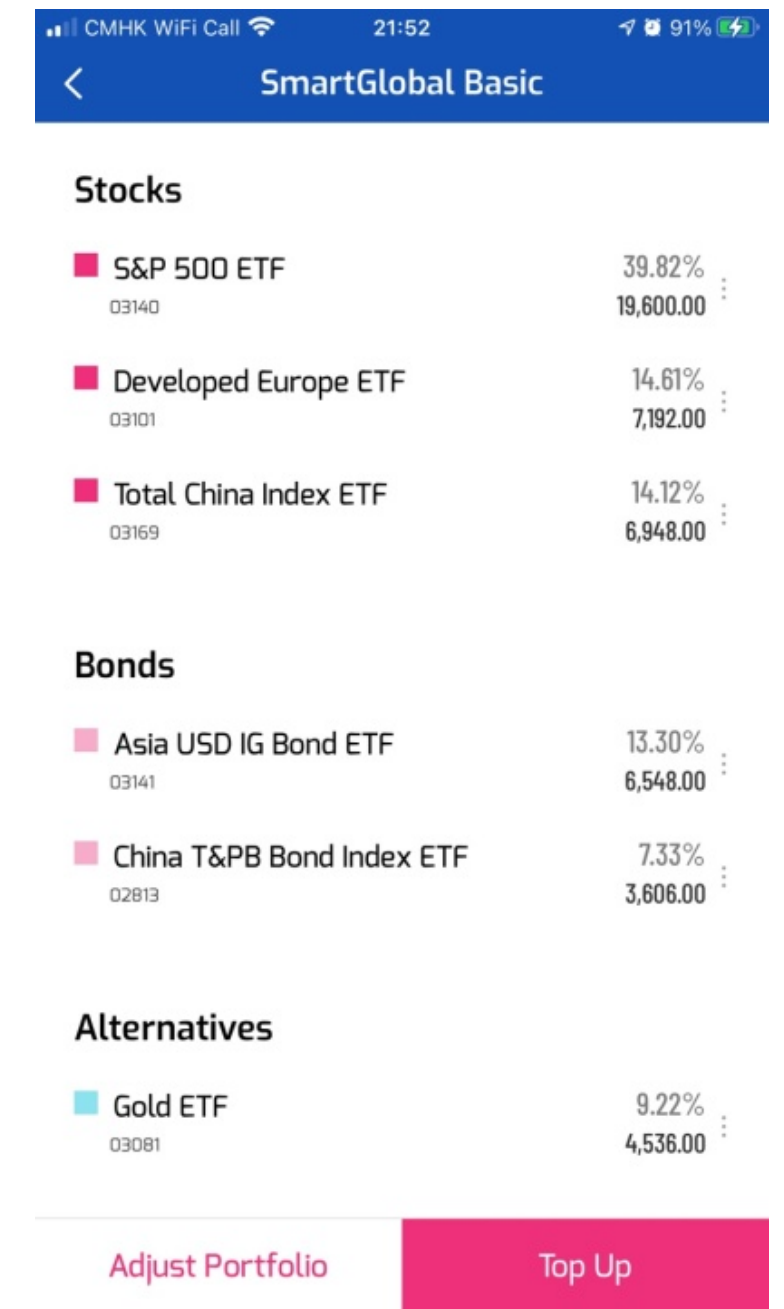 CMHK WiFi Call 21:52 91%
SmartGlobal Basic
Stocks
S&P 500 ETF 39.82%
03140 19,600.00
Developed Europe ETF 14.61%
03101 7,192.00
Total China Index ETF 14.12%
03169 6,948.00
Bonds
Asia USD IG Bond ETF 13.30%
03141 6,548.00
China T&PB Bond Index ETF 7.33%
02813 3,606.00
Alternatives
Gold ETF 9.22%
03081 4,536.00
Adjust Portfolio Top Up